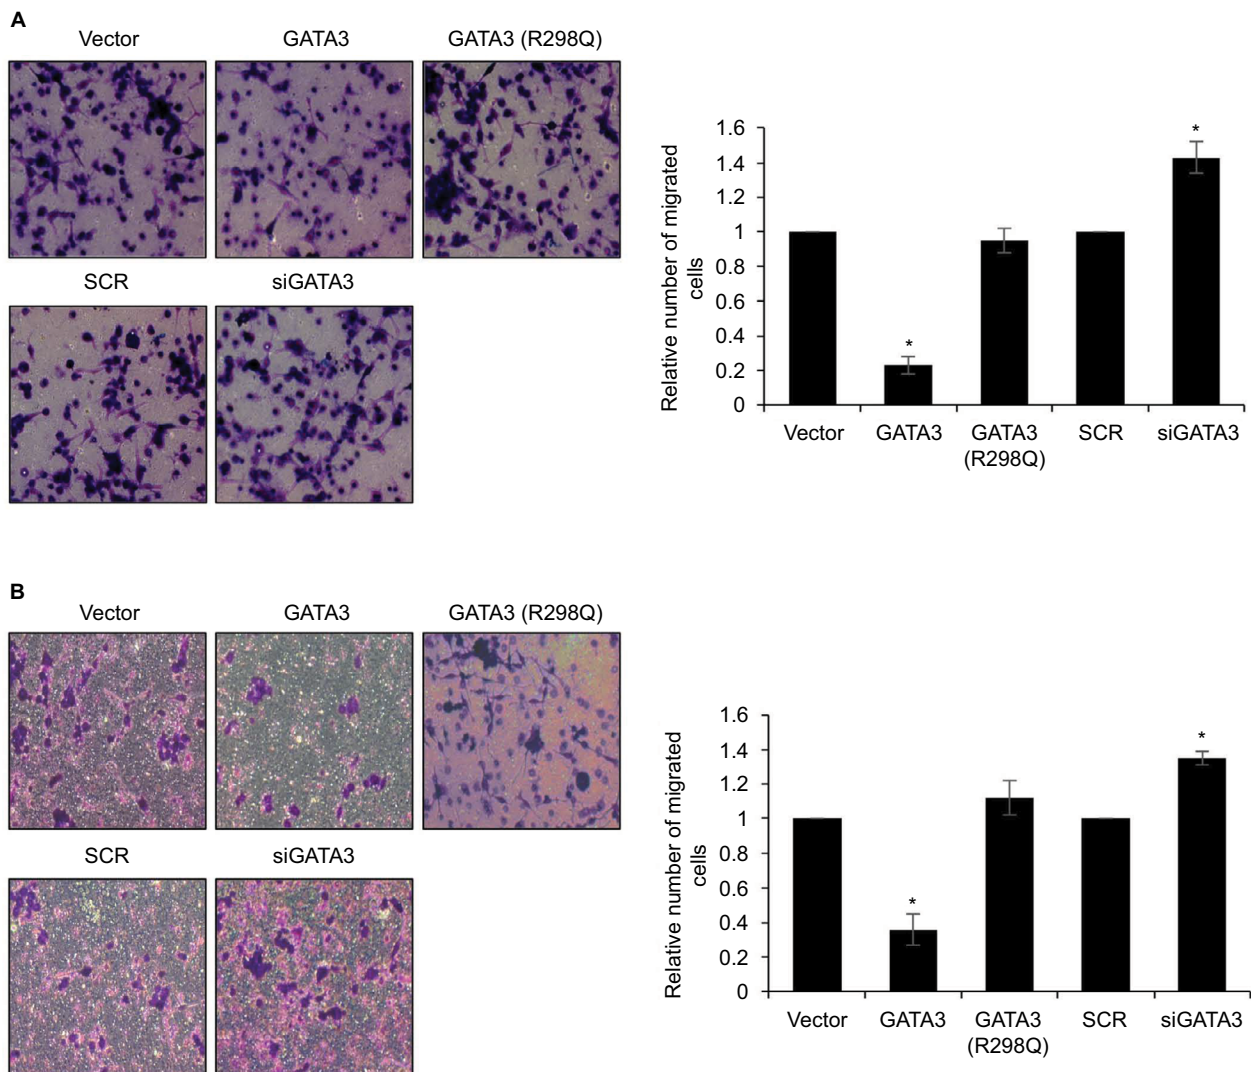 A
Vector GATA3 GATA3 (R298Q)
SCR siGATA3
Relative number of migrated
cells
1.6
1.4
1.2
1
0.8
0.6
0.4
0.2
0
*
*
Vector GATA3 GATA3 SCR siGATA3
(R298Q)
B
Vector GATA3 GATA3 (R298Q)
SCR siGATA3
Relative number of migrated
cells
1.6
1.4
1.2
1
0.8
0.6
0.4
0.2
0
*
*
Vector GATA3 GATA3 SCR siGATA3
(R298Q)